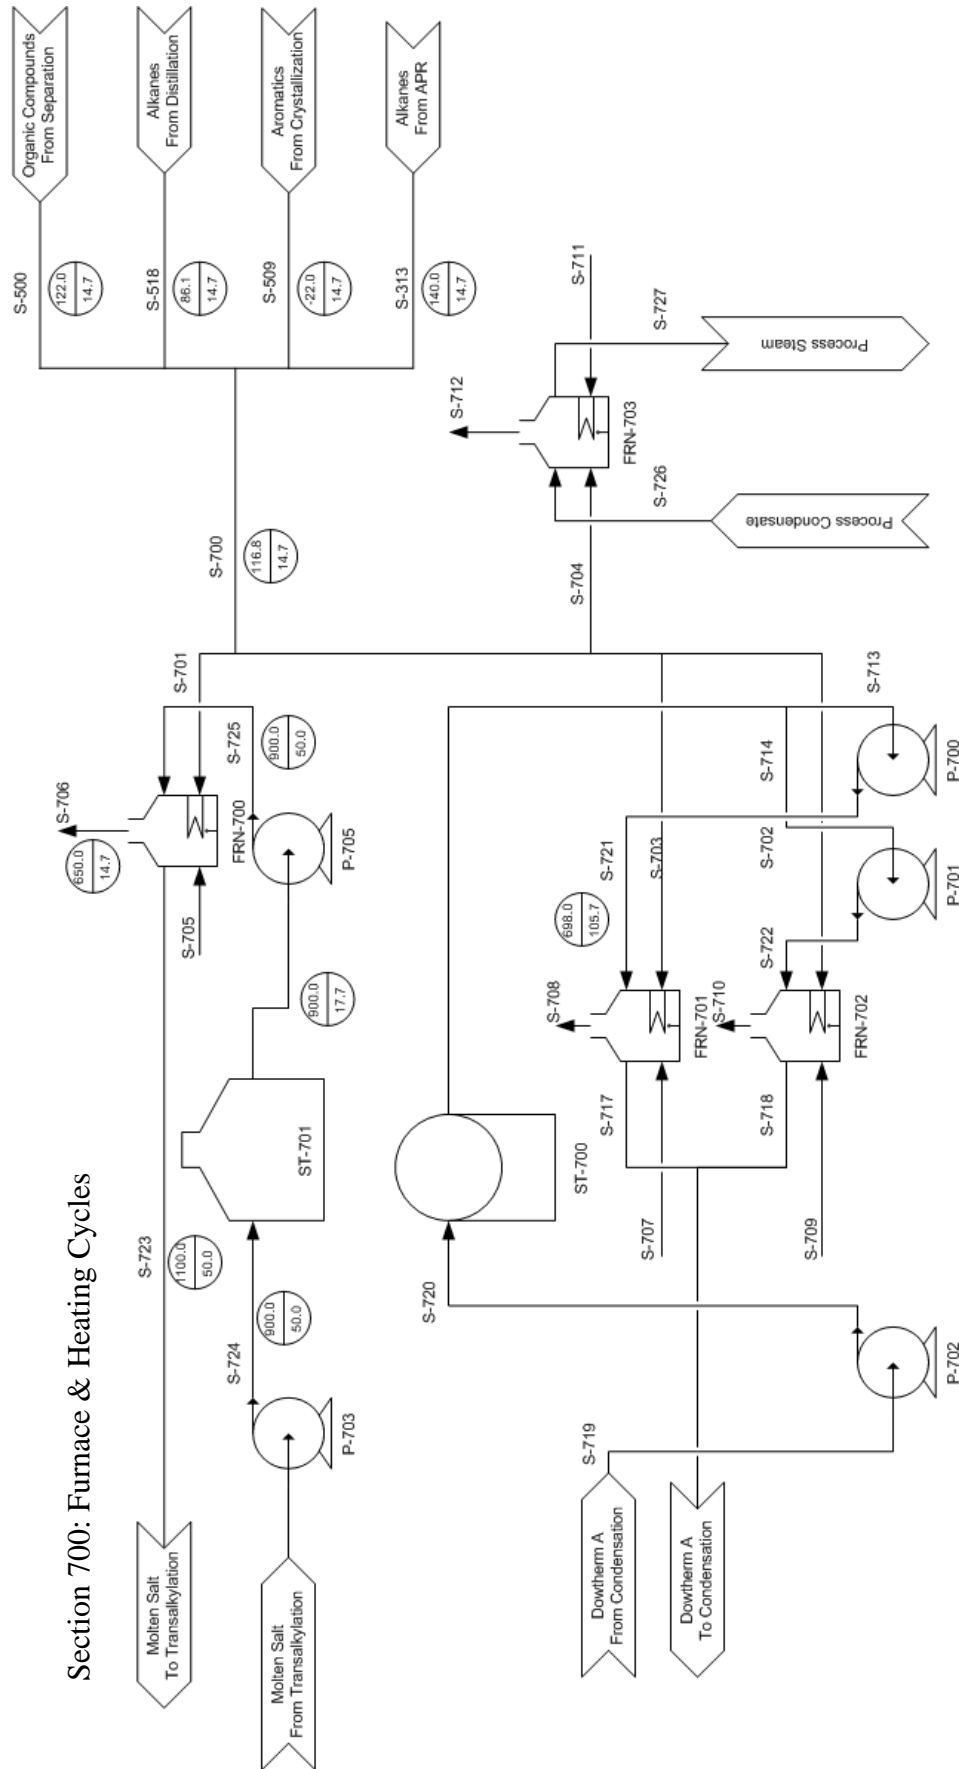 Section 700: Furnace & Heating Cycles
Molten Salt
To Transalkylation
S-723
1100.0
50.0
S-706
650.0
14.7
S-705
FRN-700
S-701
S-725
900.0
50.0
Molten Salt
From Transalkylation
P-703
S-724
900.0
50.0
ST-701
900.0
17.7
P-705
S-700
116.8
14.7
S-500
122.0
14.7
Organic Compounds
From Separation
S-518
86.1
14.7
Alkanes
From Distillation
S-509
-22.0
14.7
Aromatics
From Crystallization
S-313
140.0
14.7
Alkanes
From APR
S-720
ST-700
S-708
S-717
S-707
FRN-701
698.0
105.7
S-721
S-703
S-704
S-712
FRN-703
S-711
S-726
Process Condensate
S-727
Process Steam
Dowtherm A
From Condensation
S-719
P-702
Dowtherm A
To Condensation
S-710
S-718
S-709
FRN-702
S-722
S-702
S-714
S-713
P-701
P-700